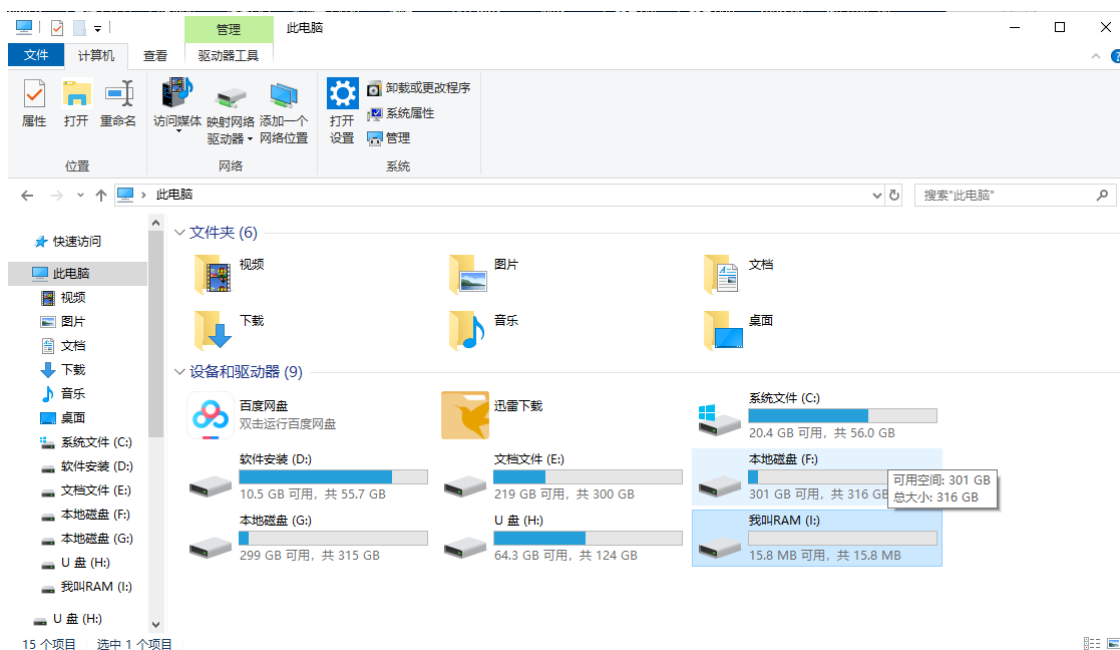 管理
此电脑
文件
计算机
查看
驱动器工具
属性
打开
重命名
访问媒体
映射网络
驱动器
添加一个
网络位置
打开
设置
卸载或更改程序
系统属性
管理
位置
网络
系统
此电脑
搜索"此电脑"
快速访问
此电脑
视频
图片
文档
下载
音乐
桌面
系统文件 (C:)
软件安装 (D:)
文档文件 (E:)
本地磁盘 (F:)
本地磁盘 (G:)
U 盘 (H:)
我叫RAM (I:)
U 盘 (H:)
文件夹 (6)
视频
图片
文档
下载
音乐
桌面
设备和驱动器 (9)
百度网盘
双击运行百度网盘
迅雷下载
系统文件 (C:)
20.4 GB 可用，共 56.0 GB
软件安装 (D:)
10.5 GB 可用，共 55.7 GB
文档文件 (E:)
219 GB 可用，共 300 GB
本地磁盘 (F:)
301 GB 可用，共 316 GB
可用空间: 301 GB
总大小: 316 GB
本地磁盘 (G:)
299 GB 可用，共 315 GB
U 盘 (H:)
64.3 GB 可用，共 124 GB
我叫RAM (I:)
15.8 MB 可用，共 15.8 MB
15 个项目
选中 1 个项目